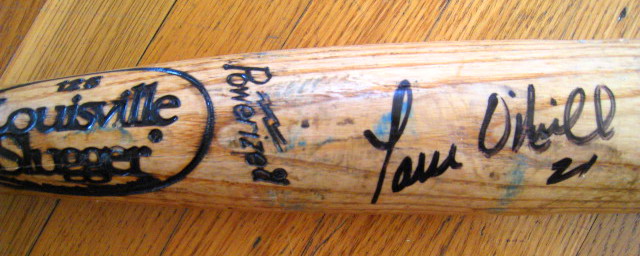 125
Louisville
Slugger
Powerized
Paul O'Neill
21